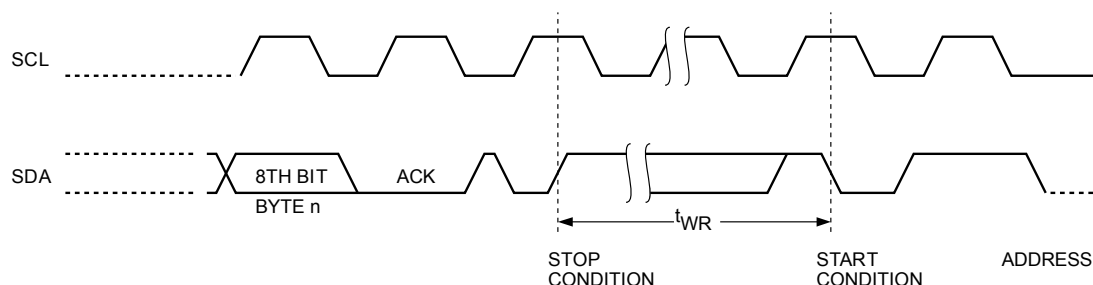 SCL
SDA
8TH BIT
ACK
BYTE n
tWR
STOP
CONDITION
START
CONDITION
ADDRESS